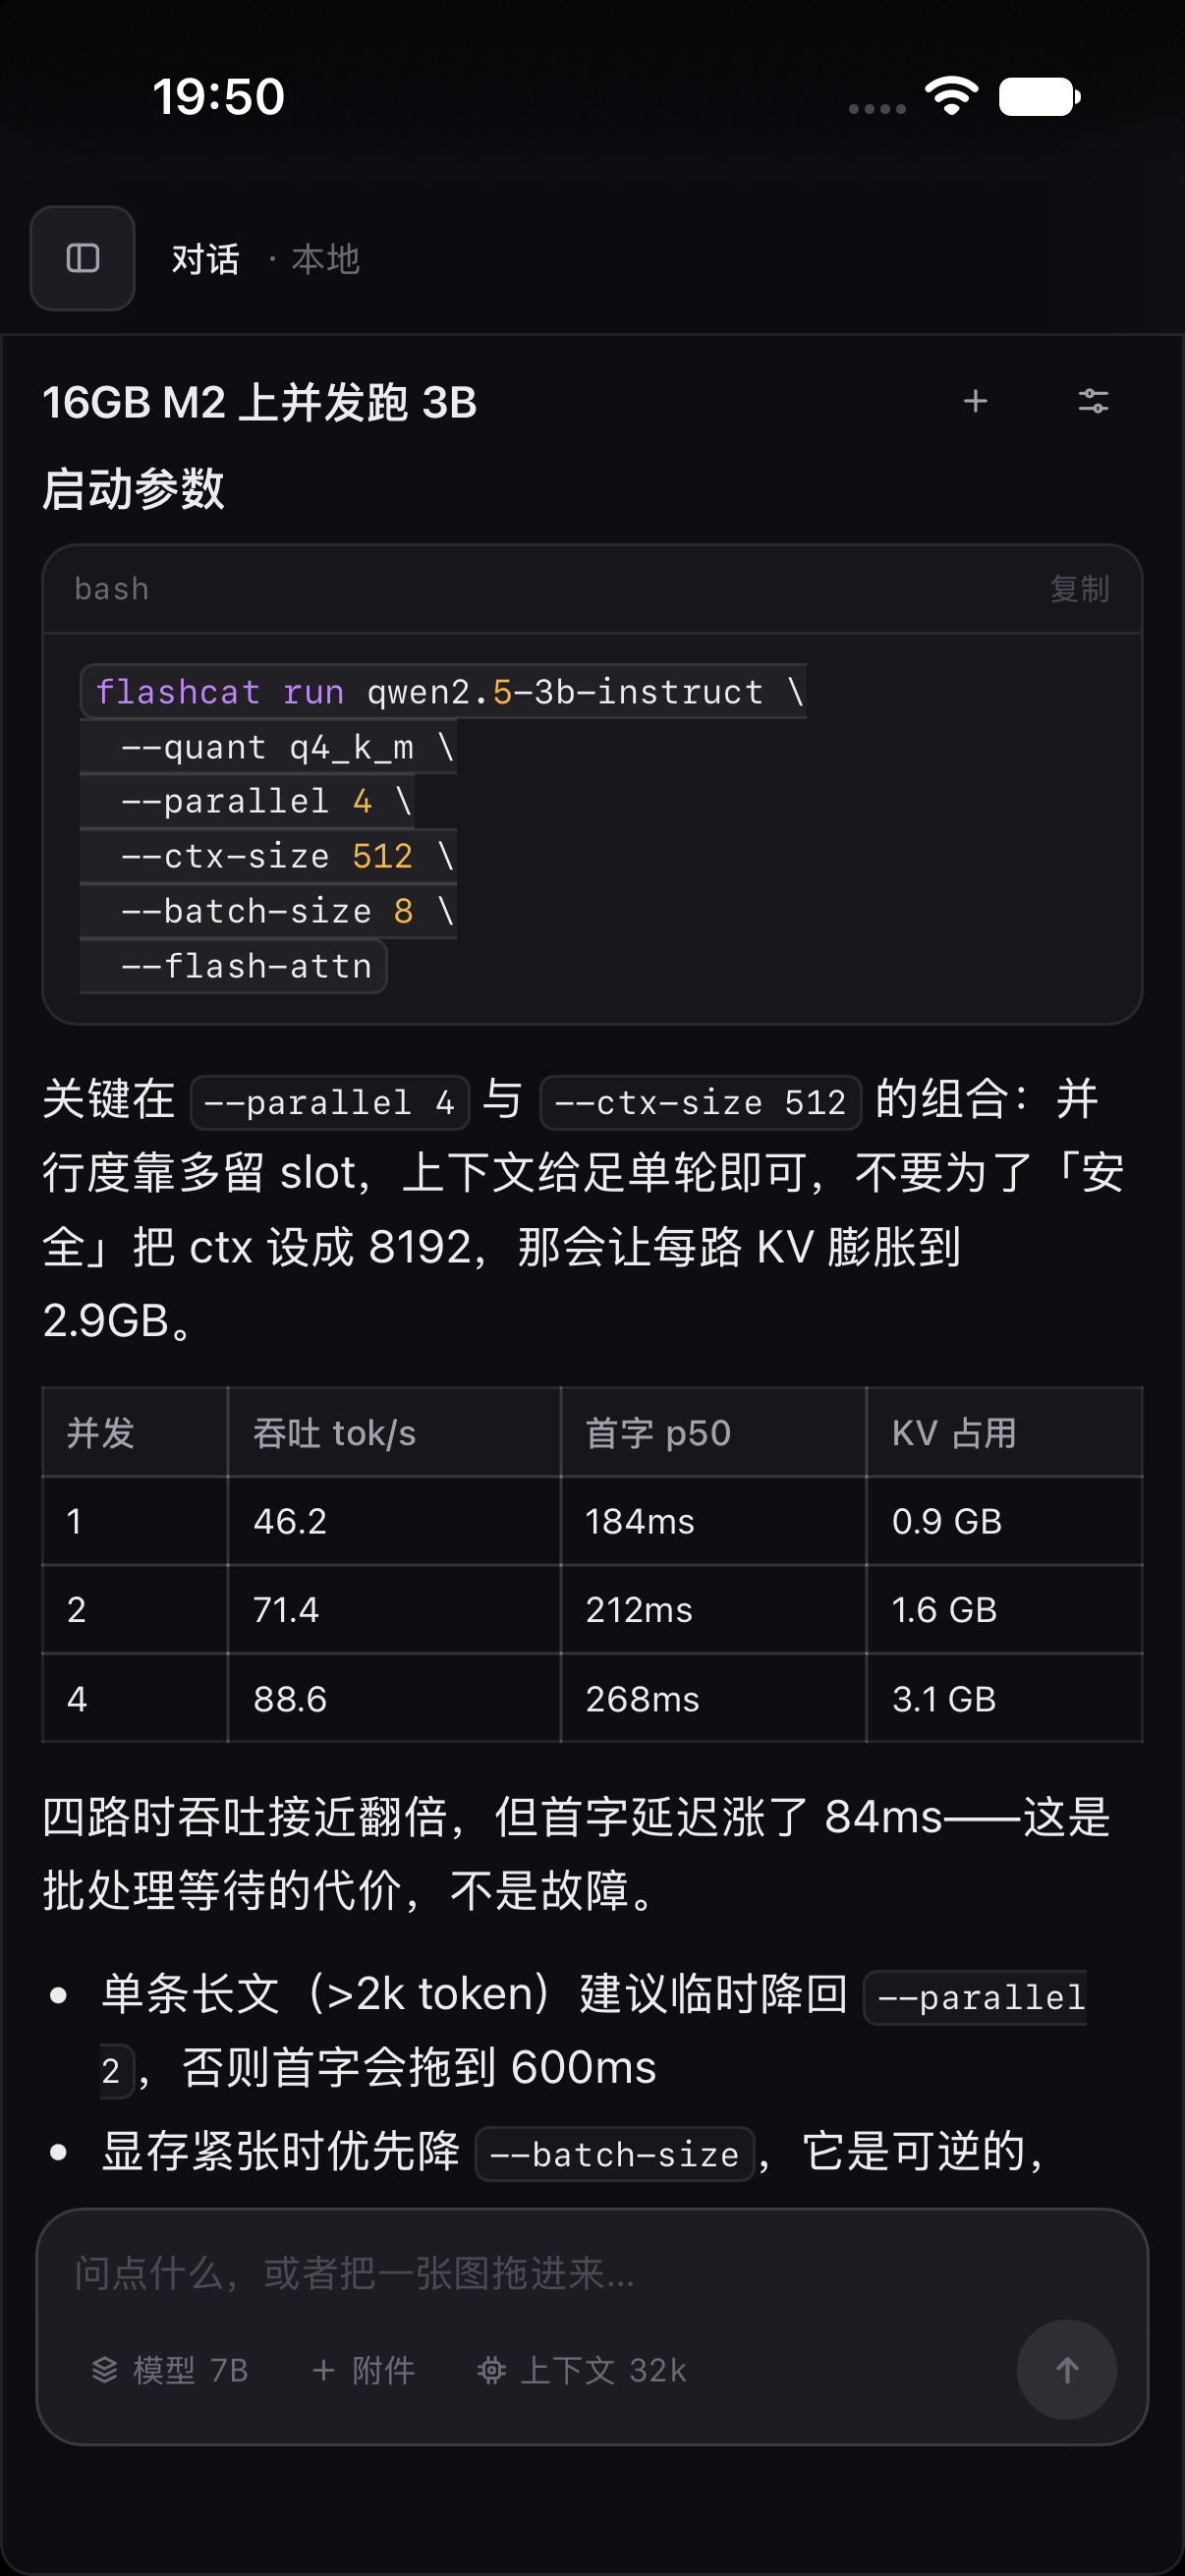 19:50
对话 · 本地
16GB M2 上并发跑 3B
启动参数
bash 复制
flashcat run qwen2.5-3b-instruct \
--quant q4_k_m \
--parallel 4 \
--ctx-size 512 \
--batch-size 8 \
--flash-attn
关键在 --parallel 4 与 --ctx-size 512 的组合：并
行度靠多留 slot，上下文给足单轮即可，不要为了「安
全」把 ctx 设成 8192，那会让每路 KV 膨胀到
2.9GB。
并发 吞吐 tok/s 首字 p50 KV 占用
1 46.2 184ms 0.9 GB
2 71.4 212ms 1.6 GB
4 88.6 268ms 3.1 GB
四路时吞吐接近翻倍，但首字延迟涨了 84ms——这是
批处理等待的代价，不是故障。
• 单条长文（>2k token）建议临时降回 --parallel
2，否则首字会拖到 600ms
• 显存紧张时优先降 --batch-size，它是可逆的，
问点什么，或者把一张图拖进来…
模型 7B + 附件 上下文 32k